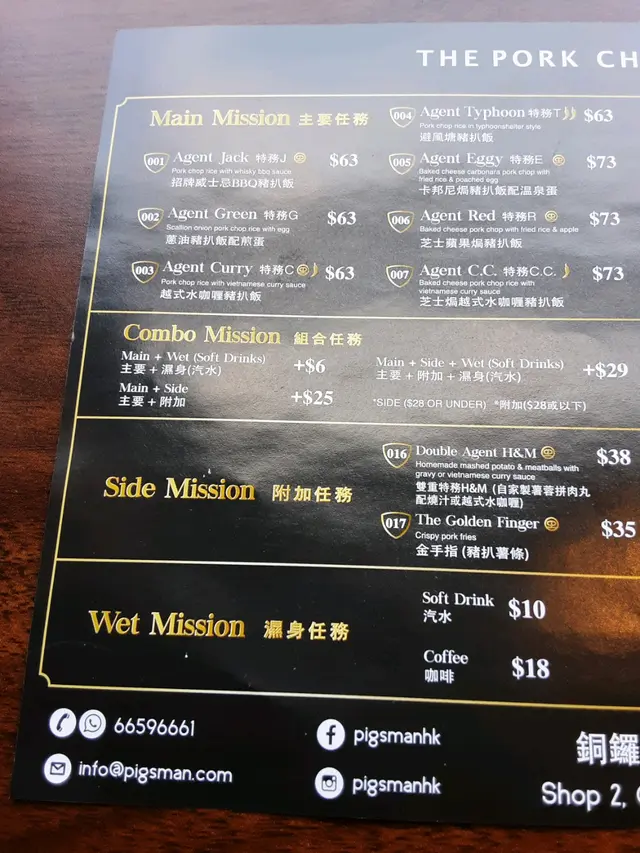 THE PORK CH
Main Mission 主要任務
001 Agent Jack 特務J $63
Pork chop rice with whisky bbq sauce
招牌威士忌BBQ豬扒飯
002 Agent Green 特務G $63
Scallion onion pork chop rice with egg
蔥油豬扒飯配煎蛋
003 Agent Curry 特務C $63
Pork chop rice with vietnamese curry sauce
越式水咖喱豬扒飯
004 Agent Typhoon 特務T $63
Pork chop rice in typhoonshelter style
避風塘豬扒飯
005 Agent Eggy 特務E $73
Baked cheese carbonara pork chop with
fried rice & poached egg
卡邦尼焗豬扒飯配溫泉蛋
006 Agent Red 特務R $73
Baked cheese pork chop with fried rice & apple
芝士蘋果焗豬扒飯
007 Agent C.C. 特務C.C. $73
Baked cheese pork chop rice with
vietnamese curry sauce
芝士焗越式水咖喱豬扒飯
Combo Mission 組合任務
Main + Wet (Soft Drinks) +$6
主要 + 濕身(汽水)
Main + Side +$25
主要 + 附加
Main + Side + Wet (Soft Drinks) +$29
主要 + 附加 + 濕身(汽水)
*SIDE ($28 OR UNDER) *附加($28或以下)
Side Mission 附加任務
016 Double Agent H&M $38
Homemade mashed potato & meatballs with
gravy or vietnamese curry sauce
雙重特務H&M (自家製薯蓉拼肉丸
配燒汁或越式水咖喱)
017 The Golden Finger $35
Crispy pork fries
金手指 (豬扒薯條)
Wet Mission 濕身任務
Soft Drink $10
汽水
Coffee $18
咖啡
66596661
info@pigsman.com
pigsmanhk
pigsmanhk
銅鑼
Shop 2,